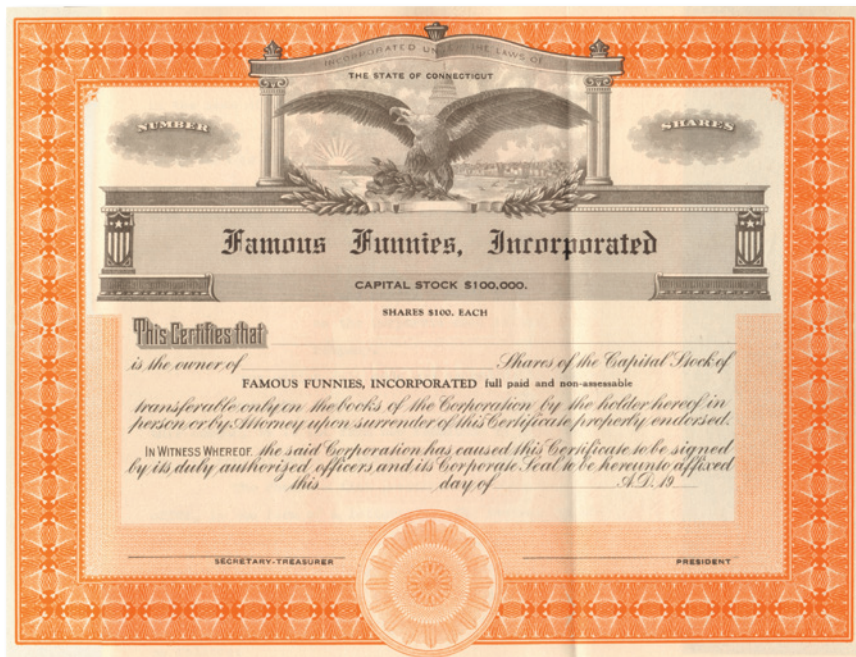 INCORPORATED UNDER THE LAWS OF
THE STATE OF CONNECTICUT
NUMBER
SHARES
Famous Funnies, Incorporated
CAPITAL STOCK $100,000.
SHARES $100. EACH
This Certifies that
is the owner of Shares of the Capital Stock of
FAMOUS FUNNIES, INCORPORATED full paid and non-assessable
transferable only on the books of the Corporation by the holder hereof in
person or by Attorney upon surrender of this Certificate properly endorsed.
IN WITNESS WHEREOF, the said Corporation has caused this Certificate to be signed
by its duly authorized officers and its Corporate Seal to be hereunto affixed
this day of A.D. 19
SECRETARY-TREASURER
PRESIDENT